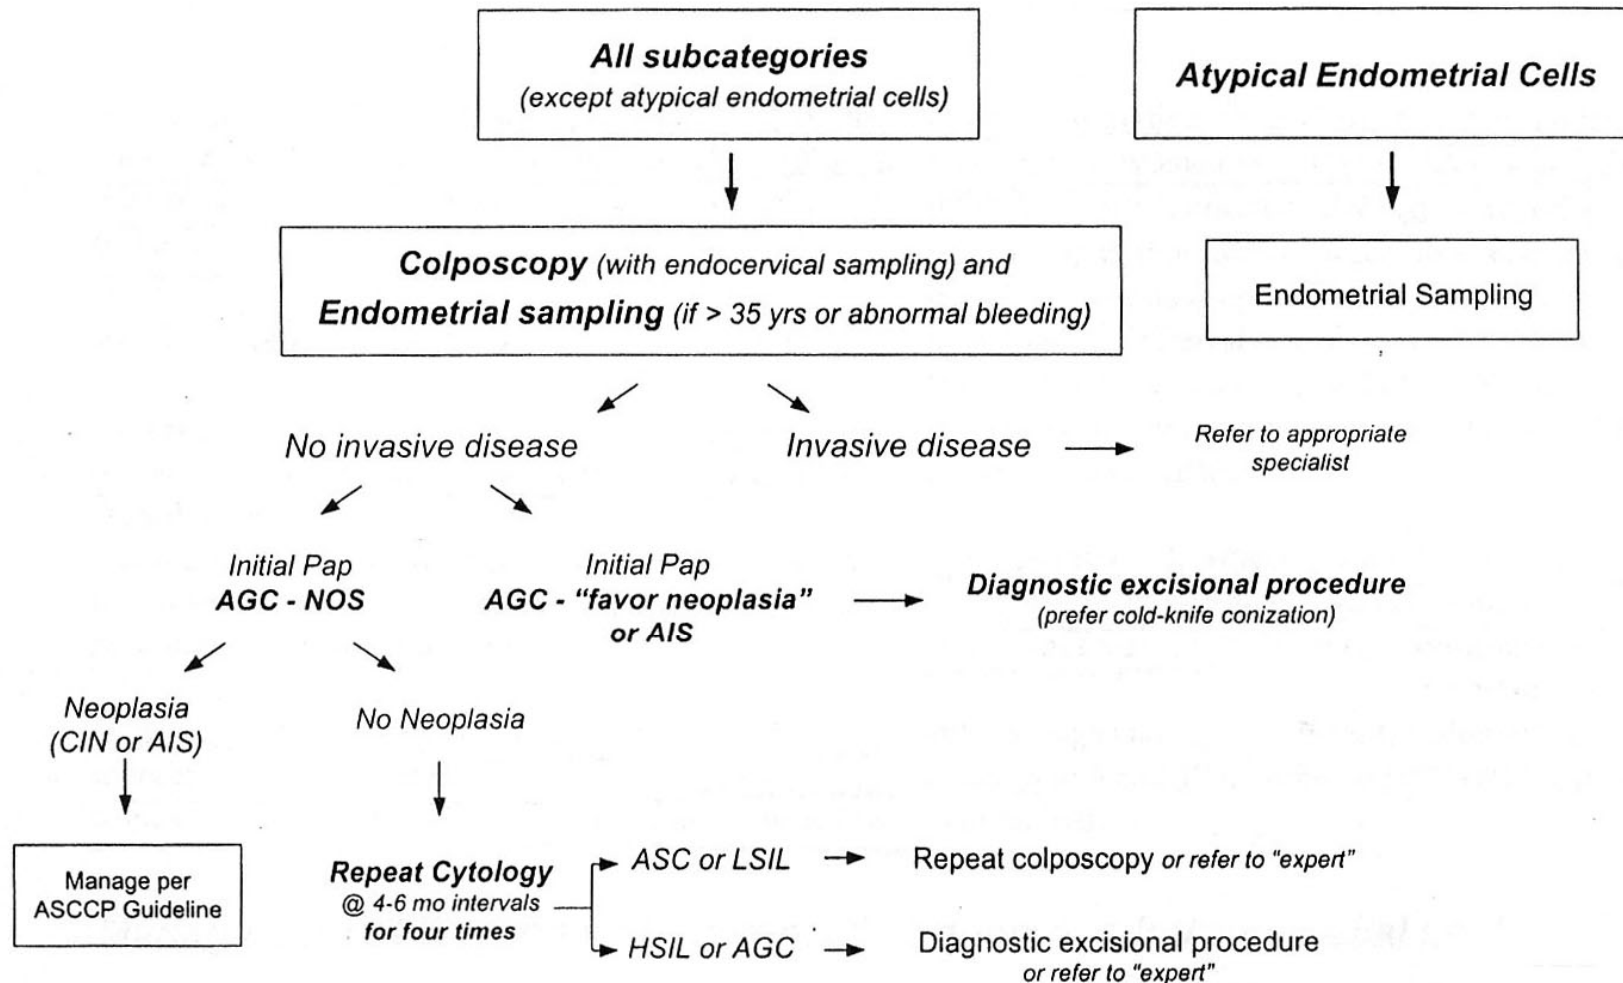 All subcategories
(except atypical endometrial cells)
Atypical Endometrial Cells
Colposcopy (with endocervical sampling) and
Endometrial sampling (if > 35 yrs or abnormal bleeding)
Endometrial Sampling
No invasive disease
Invasive disease
Refer to appropriate
specialist
Initial Pap
AGC - NOS
Initial Pap
AGC - “favor neoplasia”
or AIS
Diagnostic excisional procedure
(prefer cold-knife conization)
Neoplasia
(CIN or AIS)
No Neoplasia
Manage per
ASCCP Guideline
Repeat Cytology
@ 4-6 mo intervals
for four times
ASC or LSIL
Repeat colposcopy or refer to “expert”
HSIL or AGC
Diagnostic excisional procedure
or refer to “expert”